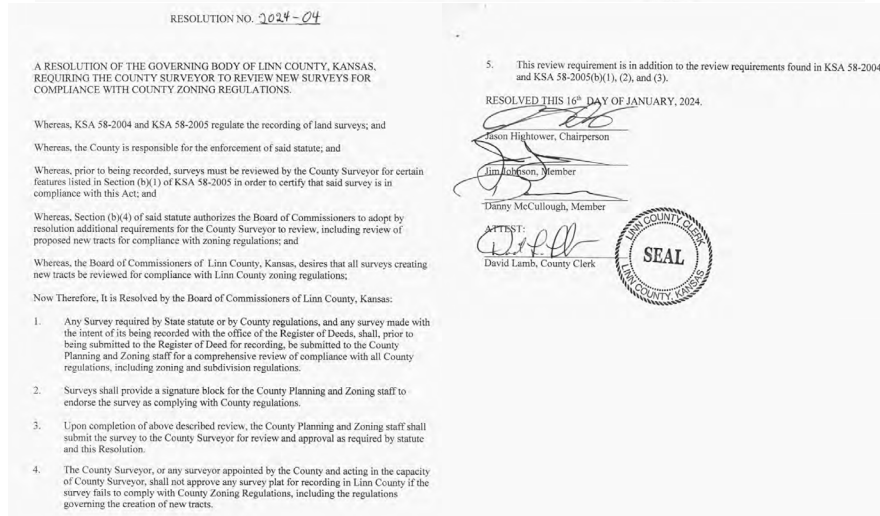 RESOLUTION NO. 2024-04
A RESOLUTION OF THE GOVERNING BODY OF LINN COUNTY, KANSAS,
REQUIRING THE COUNTY SURVEYOR TO REVIEW NEW SURVEYS FOR
COMPLIANCE WITH COUNTY ZONING REGULATIONS.
Whereas, KSA 58-2004 and KSA 58-2005 regulate the recording of land surveys; and
Whereas, the County is responsible for the enforcement of said statute; and
Whereas, prior to being recorded, surveys must be reviewed by the County Surveyor for certain
features listed in Section (b)(1) of KSA 58-2005 in order to certify that said survey is in
compliance with this Act; and
Whereas, Section (b)(4) of said statute authorizes the Board of Commissioners to adopt by
resolution additional requirements for the County Surveyor to review, including review of
proposed new tracts for compliance with zoning regulations; and
Whereas, the Board of Commissioners of Linn County, Kansas, desires that all surveys creating
new tracts be reviewed for compliance with Linn County zoning regulations;
Now Therefore, It is Resolved by the Board of Commissioners of Linn County, Kansas:
1. Any Survey required by State statute or by County regulations, and any survey made with
the intent of its being recorded with the office of the Register of Deeds, shall, prior to
being submitted to the Register of Deed for recording, be submitted to the County
Planning and Zoning staff for a comprehensive review of compliance with all County
regulations, including zoning and subdivision regulations.
2. Surveys shall provide a signature block for the County Planning and Zoning staff to
endorse the survey as complying with County regulations.
3. Upon completion of above described review, the County Planning and Zoning staff shall
submit the survey to the County Surveyor for review and approval as required by statute
and this Resolution.
4. The County Surveyor, or any surveyor appointed by the County and acting in the capacity
of County Surveyor, shall not approve any survey plat for recording in Linn County if the
survey fails to comply with County Zoning Regulations, including the regulations
governing the creation of new tracts.
5. This review requirement is in addition to the review requirements found in KSA 58-2004
and KSA 58-2005(b)(1), (2), and (3).
RESOLVED THIS 16th DAY OF JANUARY, 2024.
Jason Hightower, Chairperson
Jim Johnson, Member
Danny McCullough, Member
ATTEST:
David Lamb, County Clerk
LINN COUNTY CLERK
SEAL
LINN COUNTY, KANSAS